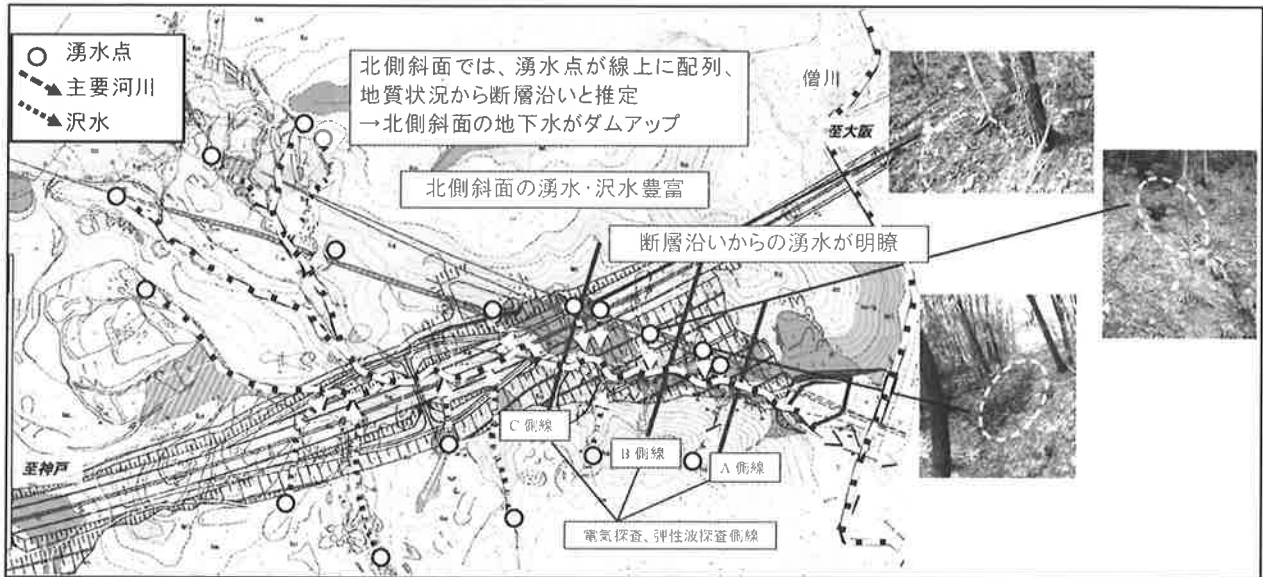 湧水点
主要河川
沢水
北側斜面では、湧水点が線上に配列、
地質状況から断層沿いと推定
→北側斜面の地下水がダムアップ
僧川
至大阪
北側斜面の湧水・沢水豊富
断層沿いからの湧水が明瞭
C 側線
B 側線
A 側線
至神戸
電気探査、弾性波探査側線